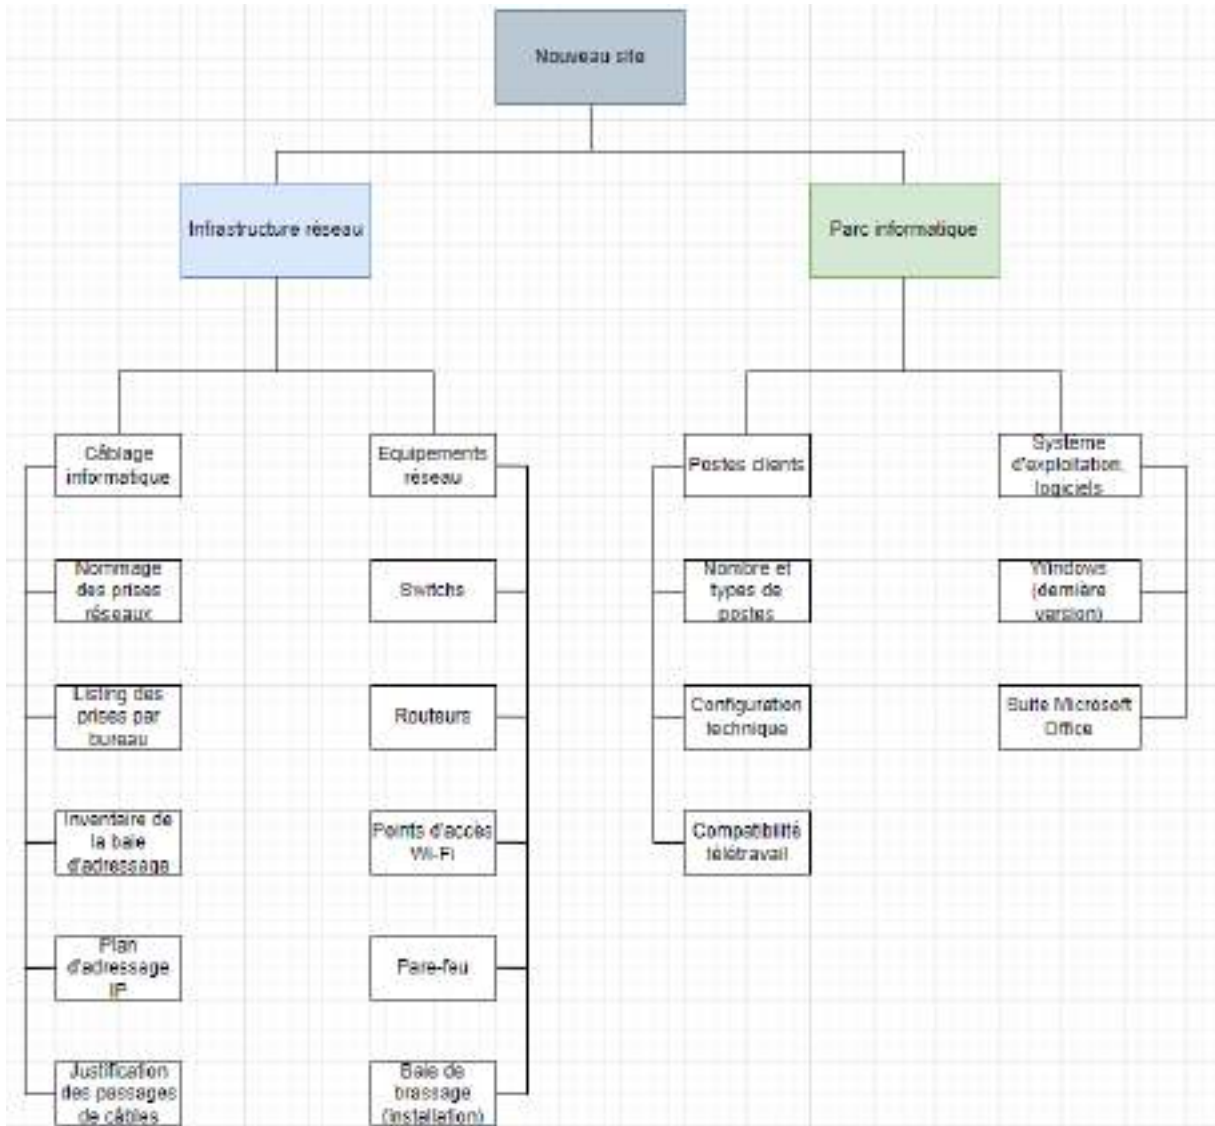 Nouveau site
Infrastructure réseau
Parc informatique
Câblage
informatique
Equipements
réseau
Postes clients
Système
d'exploitation,
logiciels
Nommage
des prises
réseaux
Switchs
Nombre et
types de
postes
Windows
(dernière
version)
Listing des
prises par
bureau
Routeurs
Configuration
technique
Suite Microsoft
Office
Inventaire de
la baie
d'adressage
Points d'accès
Wi-Fi
Compatibilité
télétravail
Plan
d'adressage
IP
Pare-feu
Justification
des passages
de câbles
Baie de
brassage
(installation)